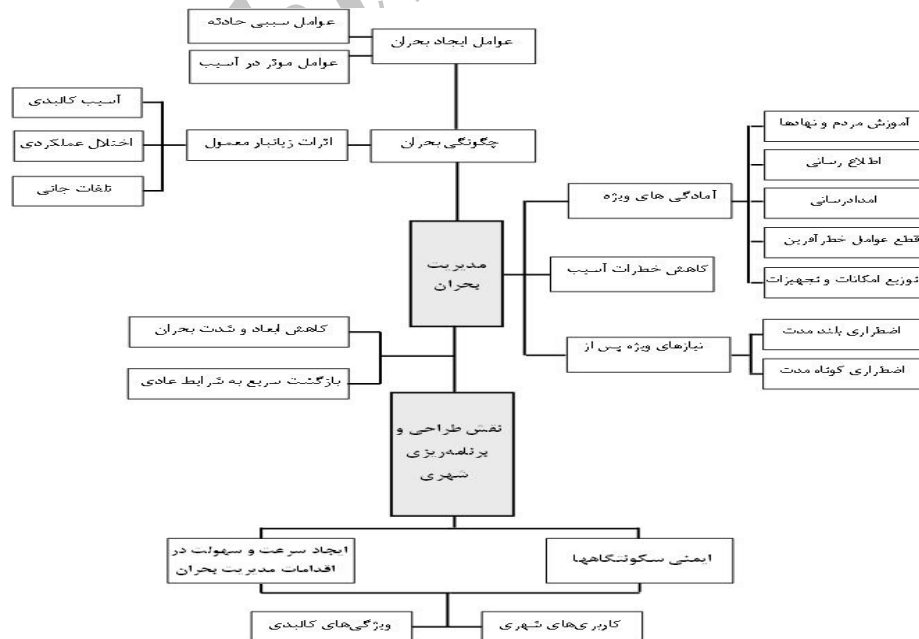 عوامل سببی حادثه
عوامل ایجاد بحران
عوامل موثر در آسیب
آسیب کالبدی
اختلال عملکردی
تلفات جانی
اثرات زیانبار معمول
چگونگی بحران
آموزش مردم و نهادها
اطلاع رسانی
امدادرسانی
قطع عوامل خطرآفرین
توزیع امکانات و تجهیزات
آمادگی های ویژه
مدیریت
بحران
کاهش خطرات آسیب
نیازهای ویژه پس از
اضطراری بلند مدت
اضطراری کوتاه مدت
کاهش ابعاد و شدت بحران
بازگشت سریع به شرایط عادی
نقش طراحی و
برنامه‌ریزی
شهری
ایمنی سکونتگاهها
ایجاد سرعت و سهولت در
اقدامات مدیریت بحران
کاربری‌های شهری
ویژگی‌های کالبدی